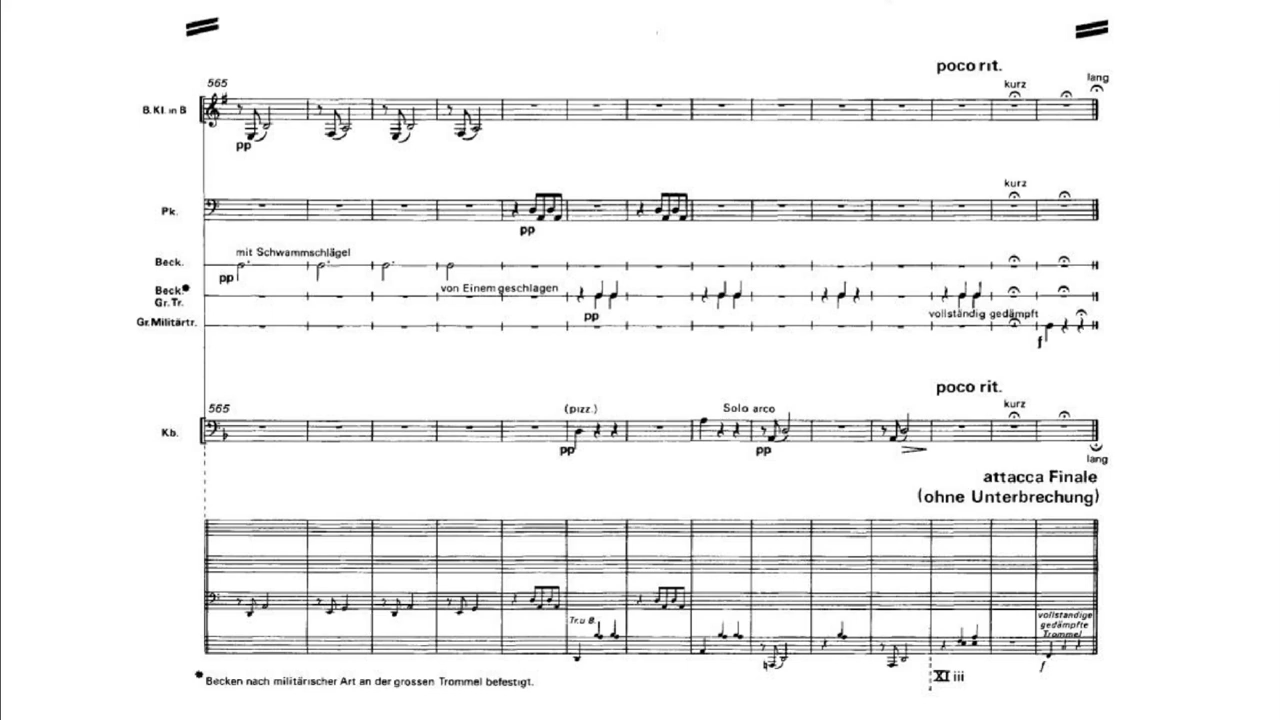 poco rit.
565
lang
kurz
B.Kl. in B
pp
kurz
Pk.
pp
mit Schwammschlägel
Beck.
pp
von Einem geschlagen
Beck.
Gr.Tr.
pp
vollständig gedämpft
Gr.Militärtr.
f
poco rit.
565
(pizz.)
Solo arco
kurz
Kb.
pp
pp
lang
attacca Finale
(ohne Unterbrechung)
Tr.u B.
vollständige
gedämpfte
Trommel
f
XI iii
Becken nach militärischer Art an der grossen Trommel befestigt.